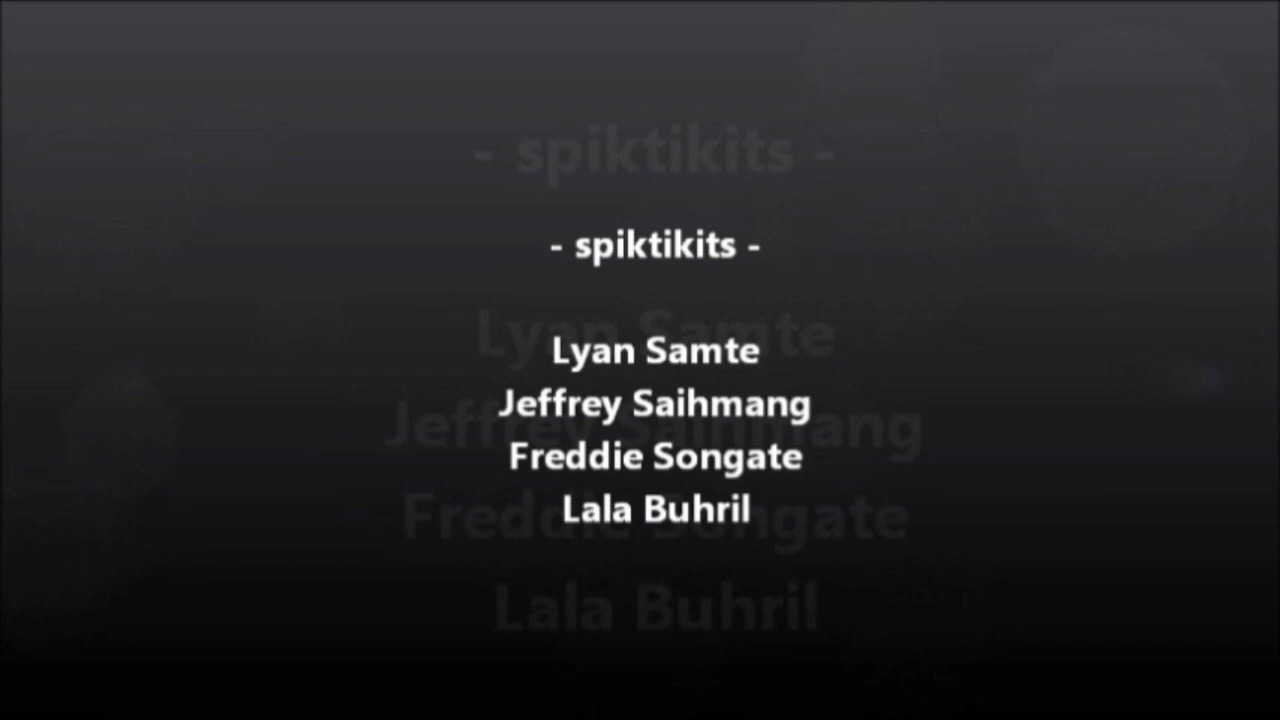 - spiktikits -
Lyan Samte
Jeffrey Saihmang
Freddie Songate
Lala Buhril